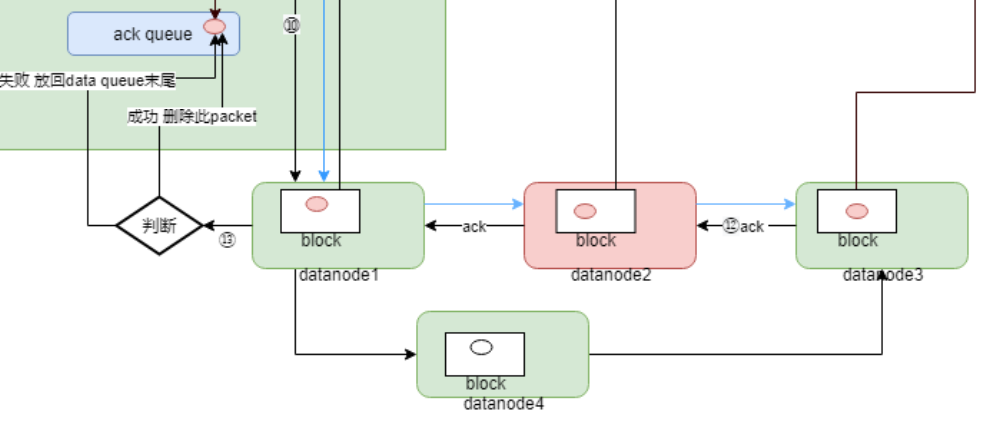 ⑩
ack queue
失败 放回data queue末尾
成功 删除此packet
判断
⑬
block
ack
block
⑫ack
block
datanode1
datanode2
datanode3
block
datanode4